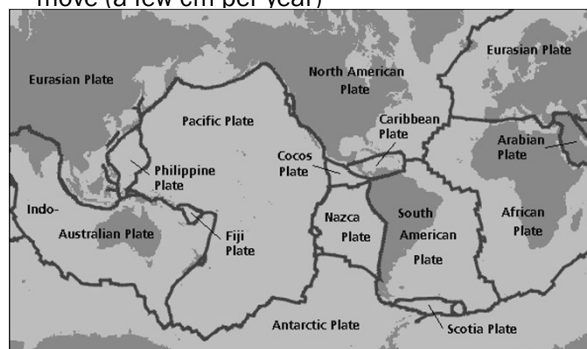 move (a few cm per year)
Eurasian Plate
North American
Plate
Eurasian Plate
Pacific Plate
Caribbean
Plate
Arabian
Plate
Cocos
Plate
Philippine
Plate
Indo-
Australian Plate
Fiji
Plate
Nazca
Plate
South
American
Plate
African
Plate
Antarctic Plate
Scotia Plate